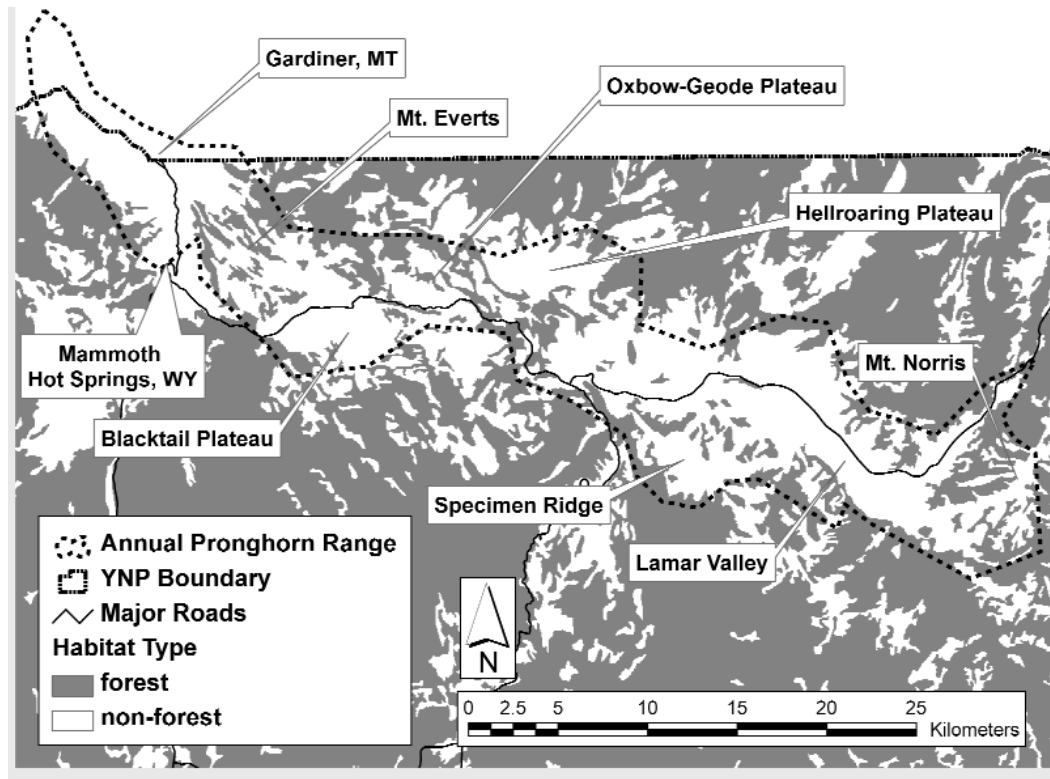 Gardiner, MT
Oxbow-Geode Plateau
Mt. Everts
Hellroaring Plateau
Mammoth
Hot Springs, WY
Mt. Norris
Blacktail Plateau
Specimen Ridge
Lamar Valley
Annual Pronghorn Range
YNP Boundary
Major Roads
Habitat Type
forest
non-forest
N
0 2.5 5 10 15 20 25
Kilometers